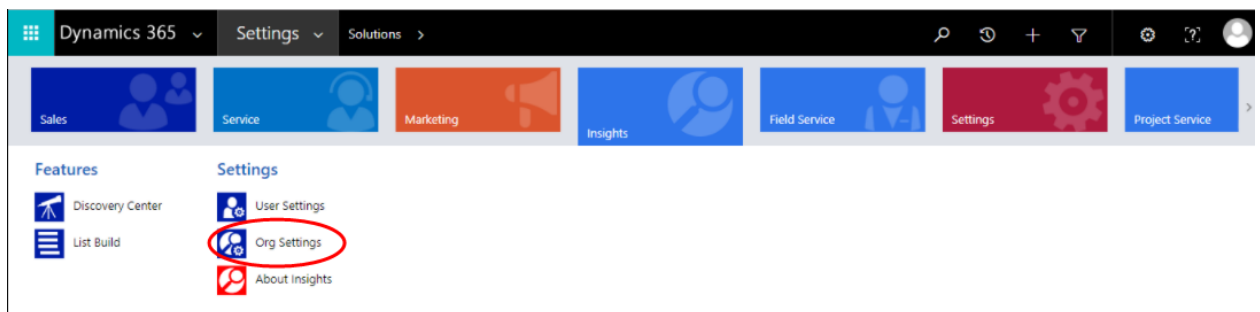 Dynamics 365 Settings Solutions >
Sales Service Marketing Insights Field Service Settings Project Service
Features Settings
Discovery Center User Settings
List Build Org Settings
About Insights